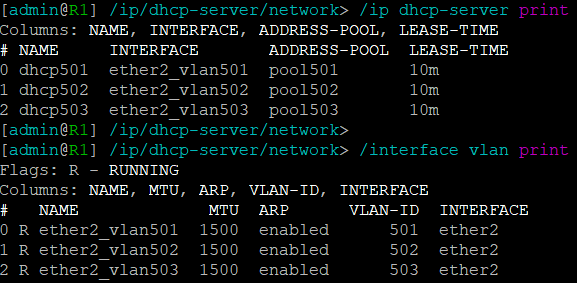 [admin@R1] /ip/dhcp-server/network> /ip dhcp-server print
Columns: NAME, INTERFACE, ADDRESS-POOL, LEASE-TIME
# NAME     INTERFACE       ADDRESS-POOL  LEASE-TIME
0 dhcp501  ether2_vlan501  pool501       10m
1 dhcp502  ether2_vlan502  pool502       10m
2 dhcp503  ether2_vlan503  pool503       10m
[admin@R1] /ip/dhcp-server/network>
[admin@R1] /ip/dhcp-server/network> /interface vlan print
Flags: R - RUNNING
Columns: NAME, MTU, ARP, VLAN-ID, INTERFACE
#   NAME             MTU  ARP      VLAN-ID  INTERFACE
0 R ether2_vlan501  1500  enabled      501  ether2
1 R ether2_vlan502  1500  enabled      502  ether2
2 R ether2_vlan503  1500  enabled      503  ether2